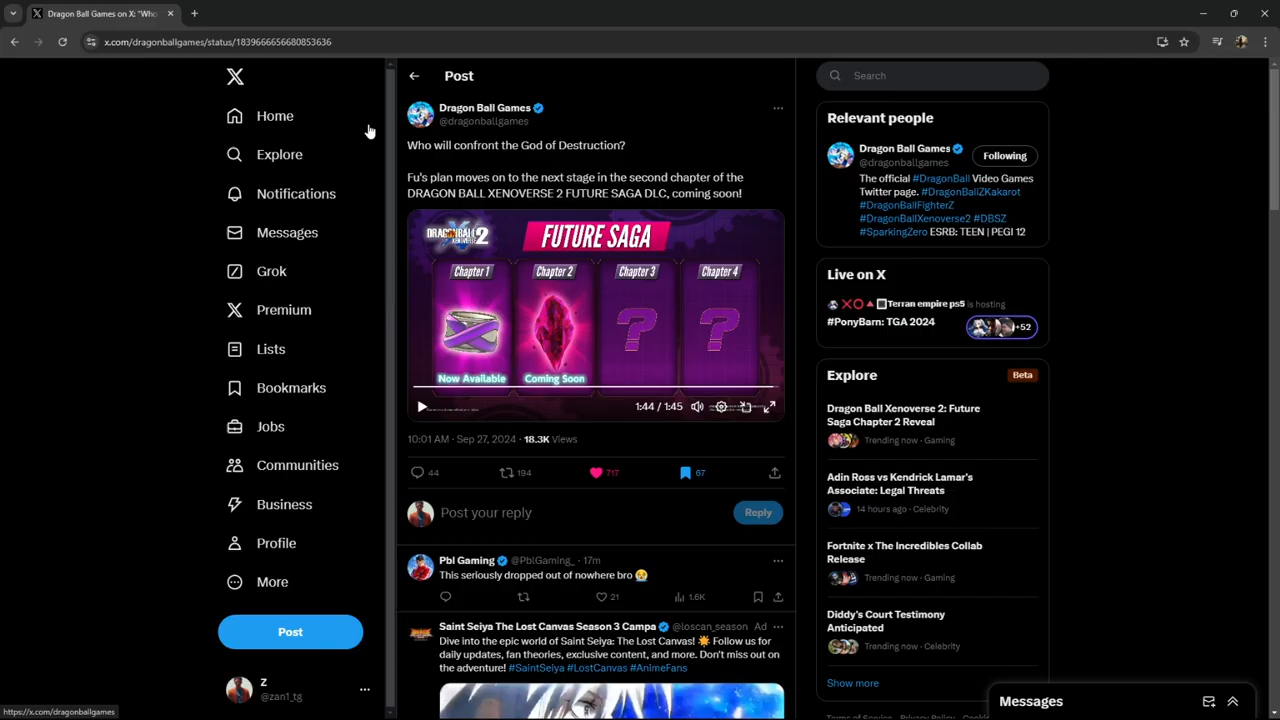 Dragon Ball Games on X: "Who
x.com/dragonballgames/status/1839666656680853636
Home
Explore
Notifications
Messages
Grok
Premium
Lists
Bookmarks
Jobs
Communities
Business
Profile
More
Post
Z
@zan1_tg
https://x.com/dragonballgames
Post
Dragon Ball Games
@dragonballgames
Who will confront the God of Destruction?
Fu's plan moves on to the next stage in the second chapter of the
DRAGON BALL XENOVERSE 2 FUTURE SAGA DLC, coming soon!
DRAGONBALL
XENOVERSE 2
FUTURE SAGA
Chapter 1
Chapter 2
Chapter 3
Chapter 4
Now Available
Coming Soon
1:44 / 1:45
10:01 AM · Sep 27, 2024 · 18.3K Views
44
194
717
67
Post your reply
Reply
Pbl Gaming @PblGaming_ · 17m
This seriously dropped out of nowhere bro 😭
21
1.6K
Saint Seiya The Lost Canvas Season 3 Campa @loscan_season Ad
Dive into the epic world of Saint Seiya: The Lost Canvas! 🌟 Follow us for
daily updates, fan theories, exclusive content, and more. Don't miss out on
the adventure! #SaintSeiya #LostCanvas #AnimeFans
Search
Relevant people
Dragon Ball Games
@dragonballgames
Following
The official #DragonBall Video Games
Twitter page. #DragonBallZKakarot
#DragonBallFighterZ
#DragonBallXenoverse2 #DBSZ
#SparkingZero ESRB: TEEN | PEGI 12
Live on X
Terran empire ps5 is hosting
#PonyBarn: TGA 2024
+52
Explore
Beta
Dragon Ball Xenoverse 2: Future
Saga Chapter 2 Reveal
Trending now · Gaming
Adin Ross vs Kendrick Lamar's
Associate: Legal Threats
14 hours ago · Celebrity
Fortnite x The Incredibles Collab
Release
Trending now · Gaming
Diddy's Court Testimony
Anticipated
Trending now · Celebrity
Show more
Messages